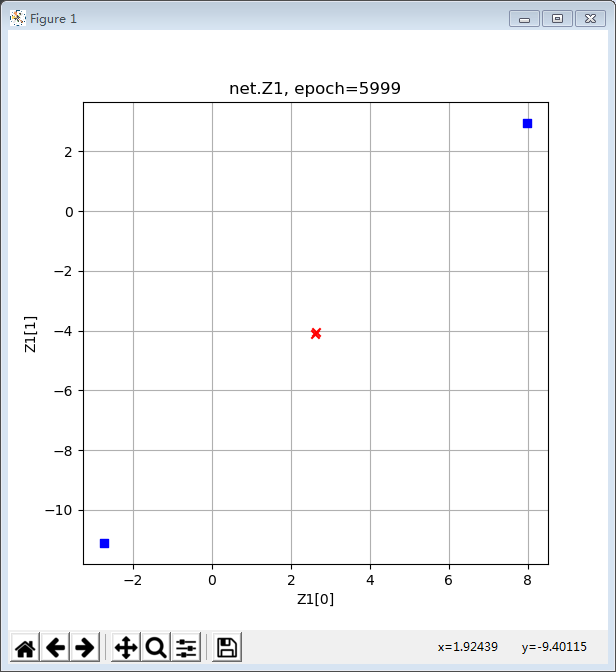 Figure 1
net.Z1, epoch=5999
2
0
−2
−4
−6
−8
−10
Z1[1]
−2
0
2
4
6
8
Z1[0]
x=1.92439 y=-9.40115